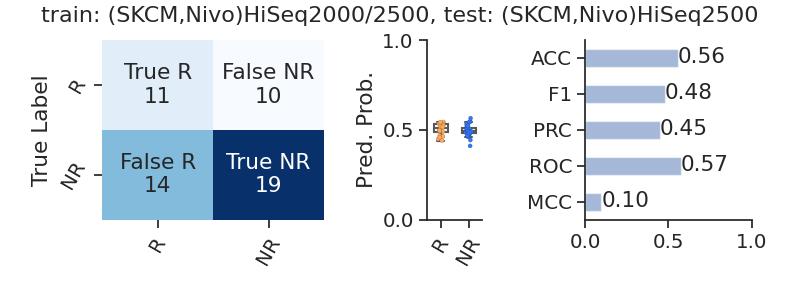 train: (SKCM,Nivo)HiSeq2000/2500, test: (SKCM,Nivo)HiSeq2500
True Label
R
NR
True R
11
False NR
10
False R
14
True NR
19
R
NR
Pred. Prob.
1.0
0.5
0.0
R
NR
ACC
0.56
F1
0.48
PRC
0.45
ROC
0.57
MCC
0.10
0.0
0.5
1.0